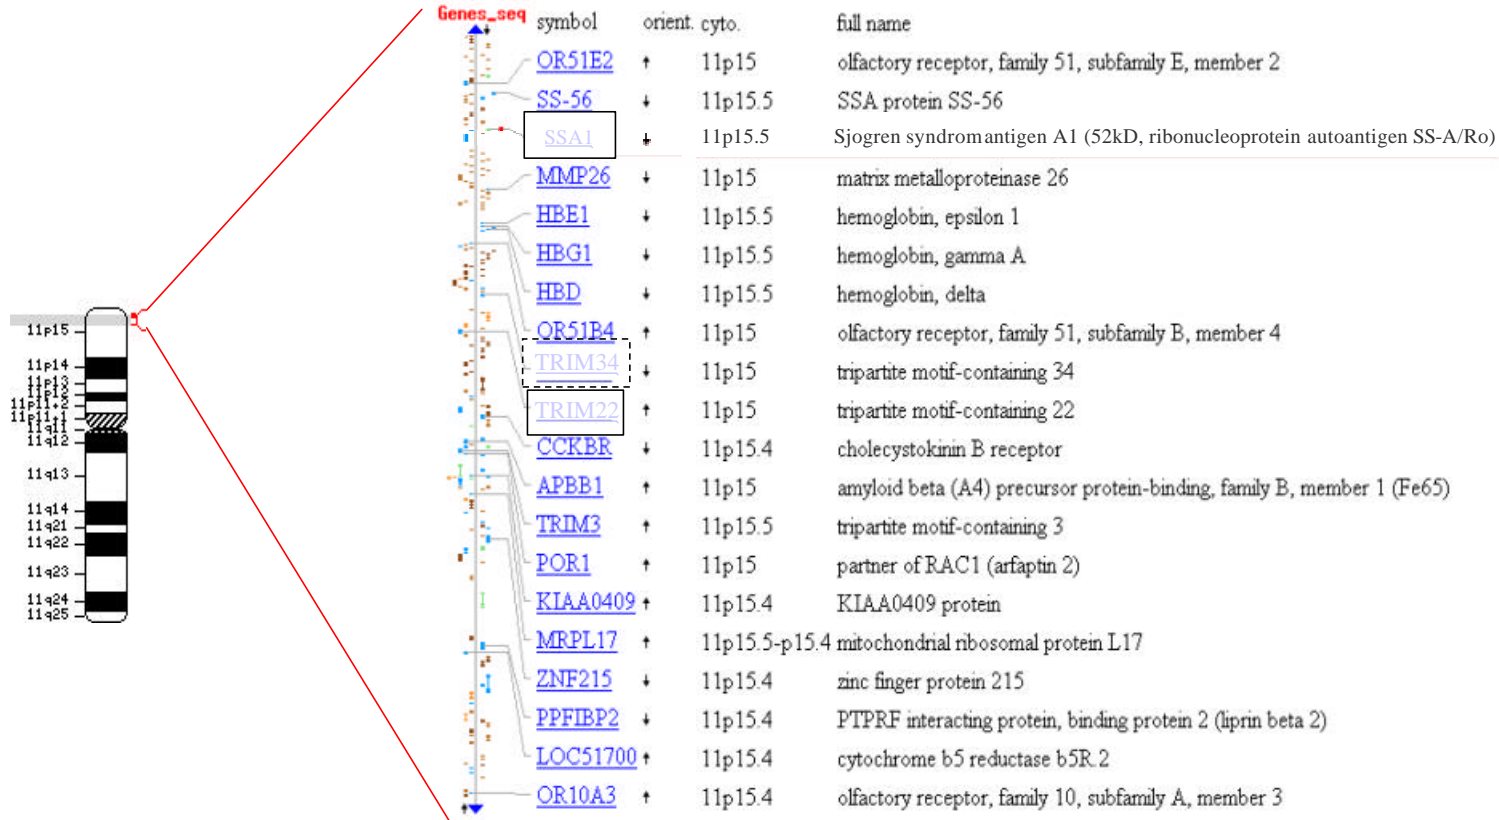 Genes_seq symbol orient. cyto. full name
OR51E2 ↑ 11p15 olfactory receptor, family 51, subfamily E, member 2
SS-56 ↓ 11p15.5 SSA protein SS-56
SSA1 ↓ 11p15.5 Sjogren syndromantigen A1 (52kD, ribonucleoprotein autoantigen SS-A/Ro)
MMP26 ↓ 11p15 matrix metalloproteinase 26
HBE1 ↓ 11p15.5 hemoglobin, epsilon 1
HBG1 ↓ 11p15.5 hemoglobin, gamma A
HBD ↓ 11p15.5 hemoglobin, delta
OR51B4 ↑ 11p15 olfactory receptor, family 51, subfamily B, member 4
TRIM34 ↓ 11p15 tripartite motif-containing 34
TRIM22 ↑ 11p15 tripartite motif-containing 22
CCKBR ↓ 11p15.4 cholecystokinin B receptor
APBB1 ↑ 11p15 amyloid beta (A4) precursor protein-binding, family B, member 1 (Fe65)
TRIM3 ↑ 11p15.5 tripartite motif-containing 3
POR1 ↑ 11p15 partner of RAC1 (arfaptin 2)
KIAA0409 ↑ 11p15.4 KIAA0409 protein
MRPL17 ↑ 11p15.5-p15.4 mitochondrial ribosomal protein L17
ZNF215 ↓ 11p15.4 zinc finger protein 215
PPFIBP2 ↓ 11p15.4 PTPRF interacting protein, binding protein 2 (liprin beta 2)
LOC51700 ↑ 11p15.4 cytochrome b5 reductase b5R.2
OR10A3 ↑ 11p15.4 olfactory receptor, family 10, subfamily A, member 3
11p15
11p14
11p13
11p12
11p11.2
11p11.1
11q11
11q12
11q13
11q14
11q21
11q22
11q23
11q24
11q25